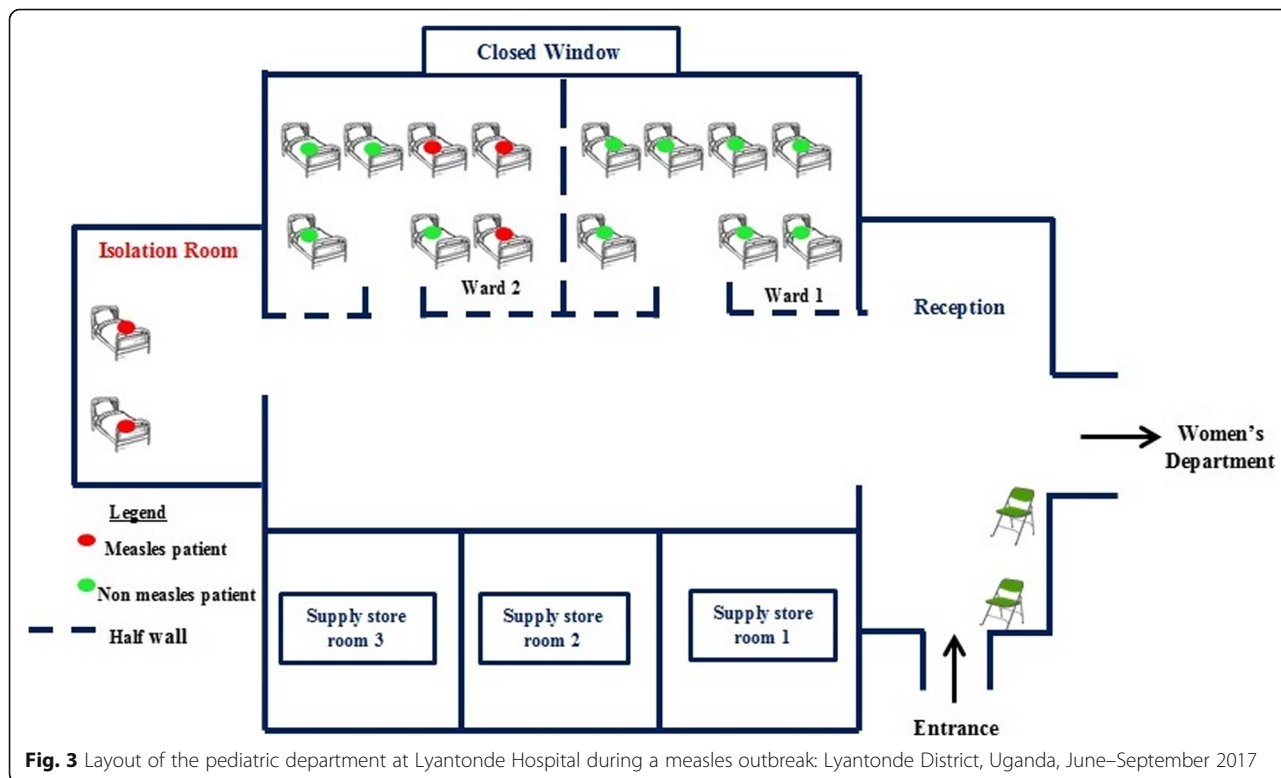 Closed Window
Isolation Room
Ward 2
Ward 1
Reception
Women's
Department
Legend
Measles patient
Non measles patient
Half wall
Supply store
room 3
Supply store
room 2
Supply store
room 1
Entrance
Fig. 3 Layout of the pediatric department at Lyantonde Hospital during a measles outbreak: Lyantonde District, Uganda, June–September 2017